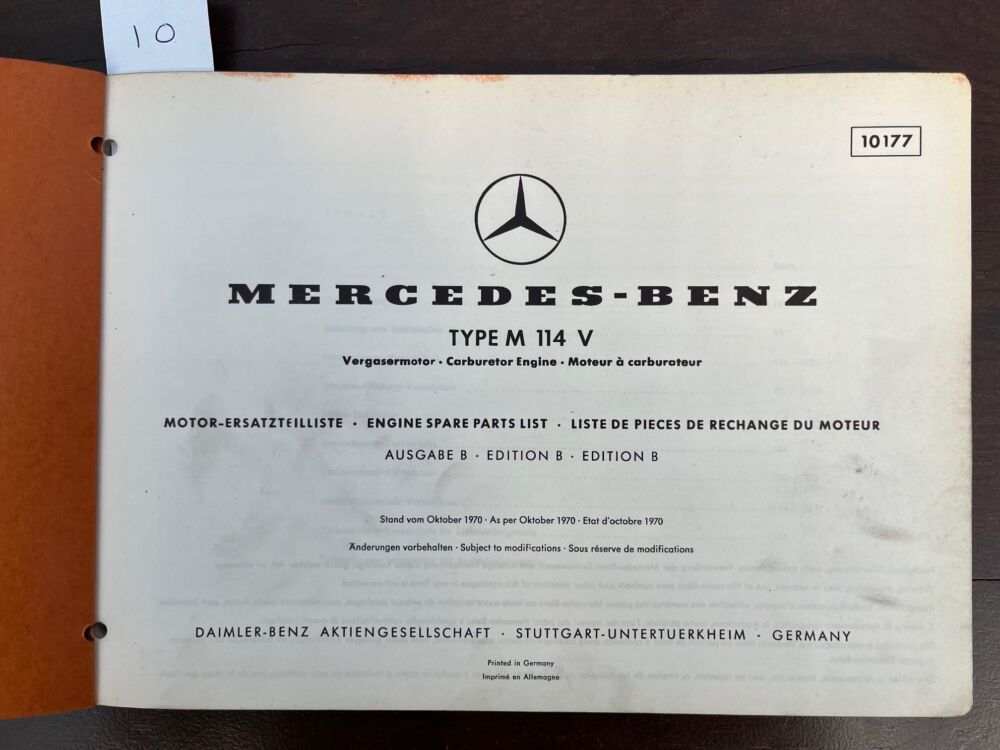 10
10177
MERCEDES-BENZ
TYPE M 114 V
Vergasermotor · Carburetor Engine · Moteur à carburateur
MOTOR-ERSATZTEILLISTE · ENGINE SPARE PARTS LIST · LISTE DE PIECES DE RECHANGE DU MOTEUR
AUSGABE B · EDITION B · EDITION B
Stand vom Oktober 1970 · As per Oktober 1970 · Etat d'octobre 1970
Änderungen vorbehalten · Subject to modifications · Sous réserve de modifications
DAIMLER-BENZ AKTIENGESELLSCHAFT · STUTTGART-UNTERTUERKHEIM · GERMANY
Printed in Germany
Imprimé en Allemagne